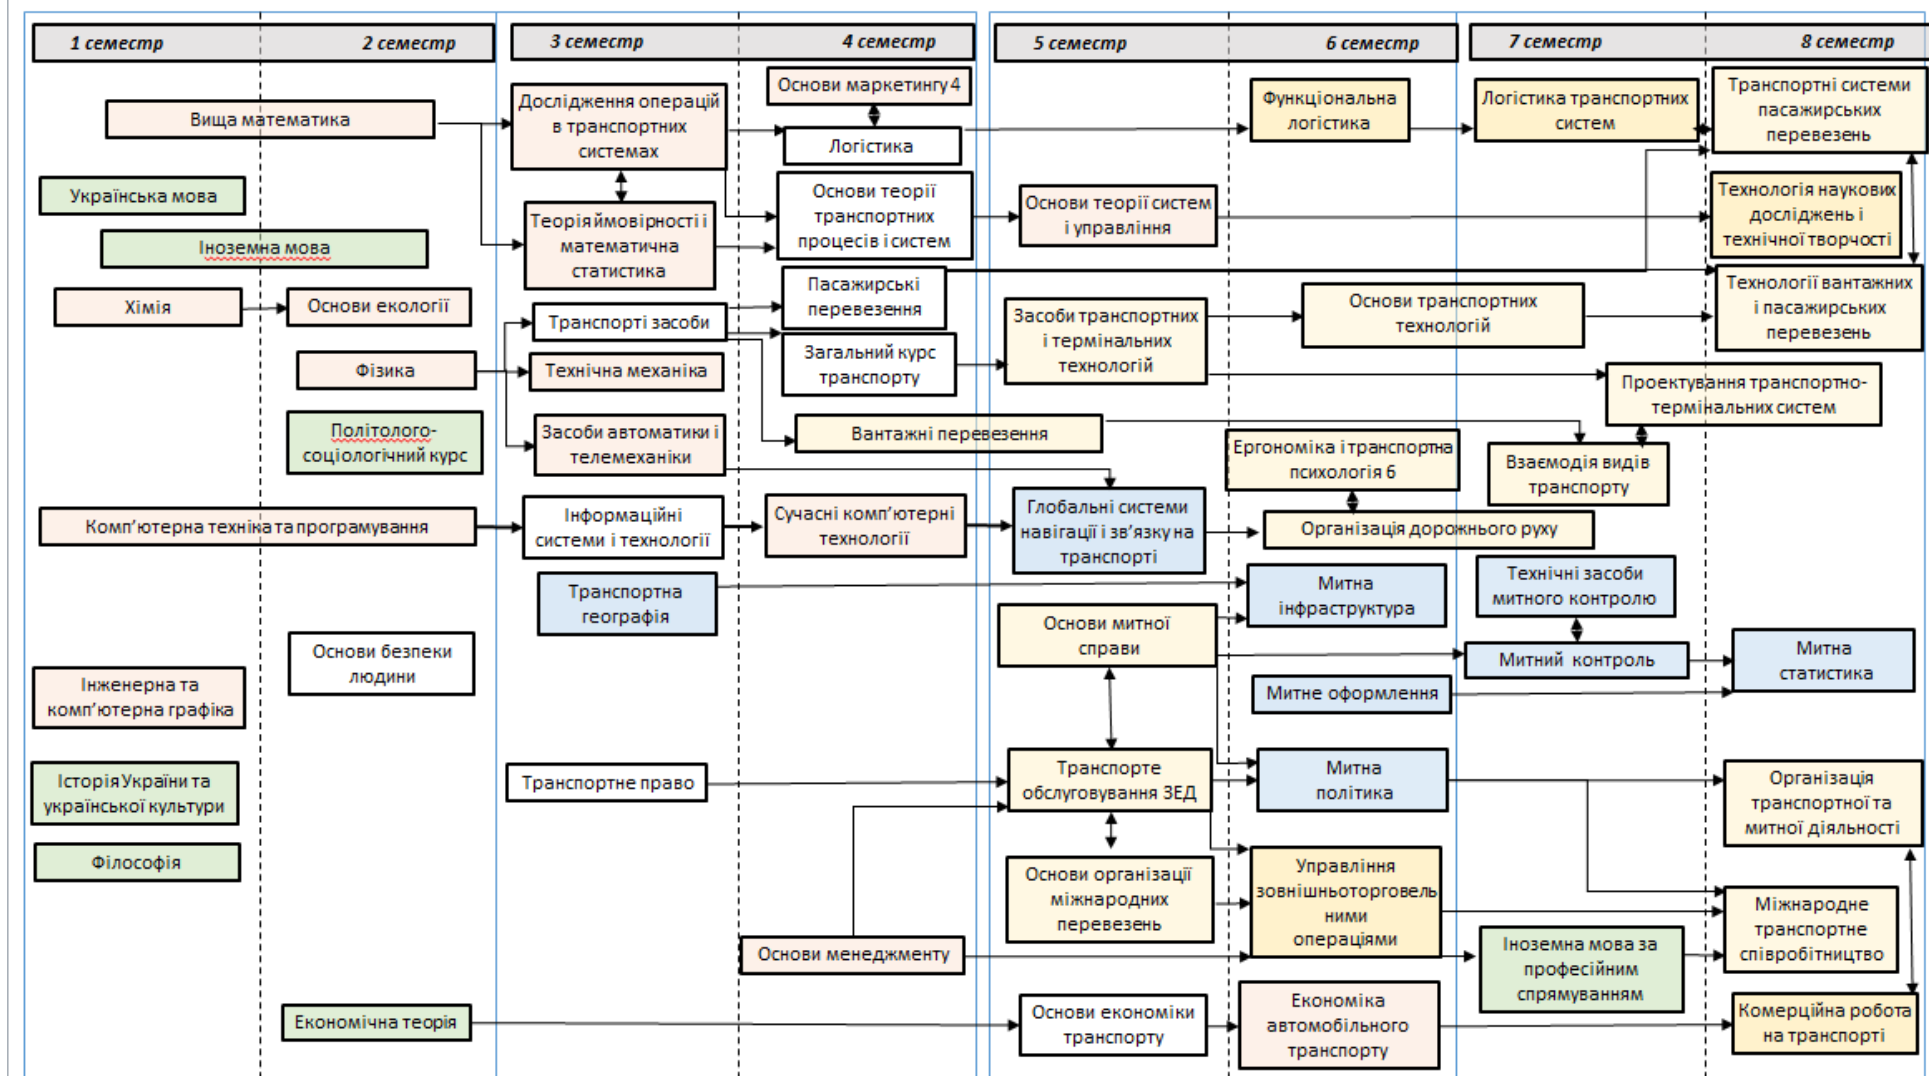 1 семестр
2 семестр
3 семестр
4 семестр
5 семестр
6 семестр
7 семестр
8 семестр
Вища математика
Українська мова
Іноземна мова
Хімія
Основи екології
Фізика
Політолого-
соціологічний курс
Комп’ютерна техніка та програмування
Основи безпеки
людини
Інженерна та
комп’ютерна графіка
Історія України та
української культури
Філософія
Економічна теорія
Дослідження операцій
в транспортних
системах
Теорія ймовірності і
математична
статистика
Транспорті засоби
Технічна механіка
Засоби автоматики і
телемеханіки
Інформаційні
системи і технології
Транспортна
географія
Транспортне право
Основи маркетингу 4
Логістика
Основи теорії
транспортних
процесів і систем
Пасажирські
перевезення
Загальний курс
транспорту
Вантажні перевезення
Сучасні комп’ютерні
технології
Основи менеджменту
Основи теорії систем
і управління
Засоби транспортних
і термінальних
технологій
Глобальні системи
навігації і зв’язку на
транспорті
Основи митної
справи
Транспорте
обслуговування ЗЕД
Основи організації
міжнародних
перевезень
Основи економіки
транспорту
Функціональна
логістика
Основи транспортних
технологій
Ергономіка і транспортна
психологія 6
Організація дорожнього руху
Митна
інфраструктура
Митне оформлення
Митна
політика
Управління
зовнішньоторговель
ними
операціями
Економіка
автомобільного
транспорту
Логістика транспортних
систем
Проектування транспортно-
термінальних систем
Взаємодія видів
транспорту
Технічні засоби
митного контролю
Митний контроль
Іноземна мова за
професійним
спрямуванням
Транспортні системи
пасажирських
перевезень
Технологія наукових
досліджень і
технічної творчості
Технології вантажних
і пасажирських
перевезень
Митна
статистика
Організація
транспортної та
митної діяльності
Міжнародне
транспортне
співробітництво
Комерційна робота
на транспорті